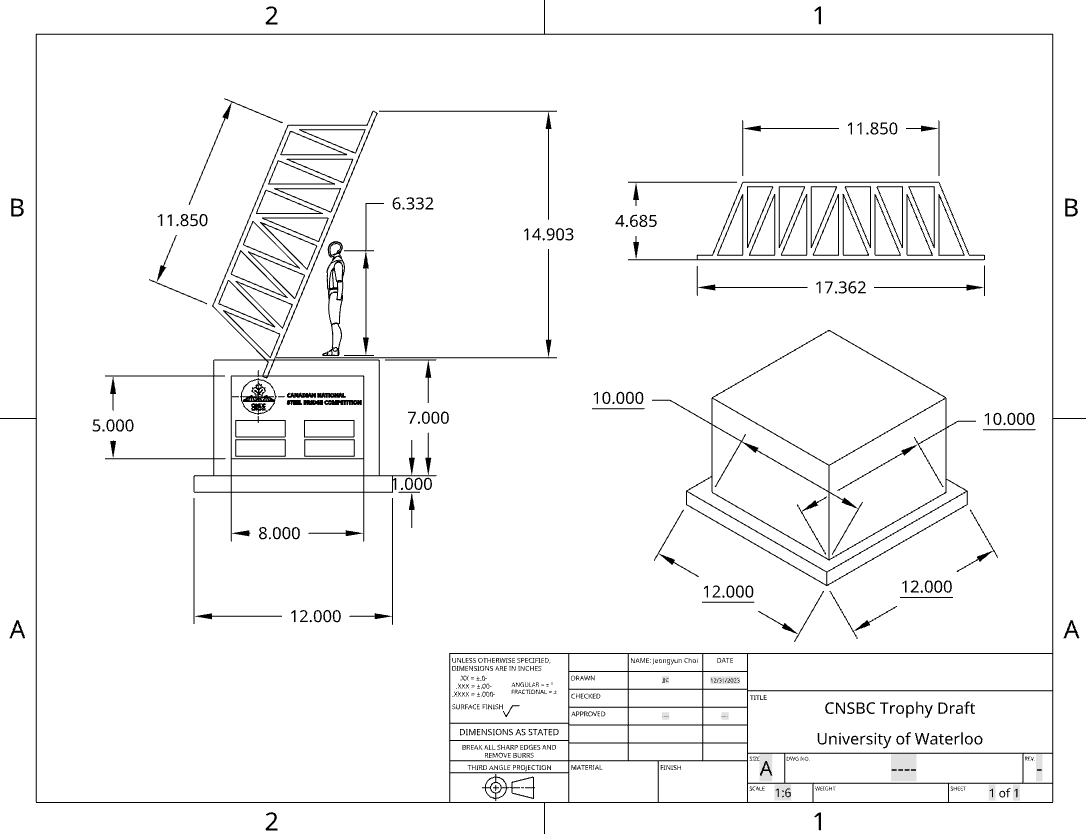 2 1
B B
11.850
11.850
6.332
4.685
14.903
17.362
10.000
10.000
CANADIAN NATIONAL
STEEL BRIDGE COMPETITION
5.000
7.000
1.000
8.000
12.000
12.000
12.000
A A
UNLESS OTHERWISE SPECIFIED,
DIMENSIONS ARE IN INCHES
.XX = ±.0-
.XXX = ±.00-
.XXXX = ±.000-
ANGULAR = ± °
FRACTIONAL = ±
SURFACE FINISH
DIMENSIONS AS STATED
BREAK ALL SHARP EDGES AND
REMOVE BURRS
THIRD ANGLE PROJECTION
NAME: Jeongyun Choi DATE
DRAWN 12/31/2023
CHECKED
APPROVED --- ---
MATERIAL FINISH
TITLE
CNSBC Trophy Draft
University of Waterloo
SIZE A DWG NO. ---- REV. -
SCALE 1:6 WEIGHT SHEET 1 of 1
2 1